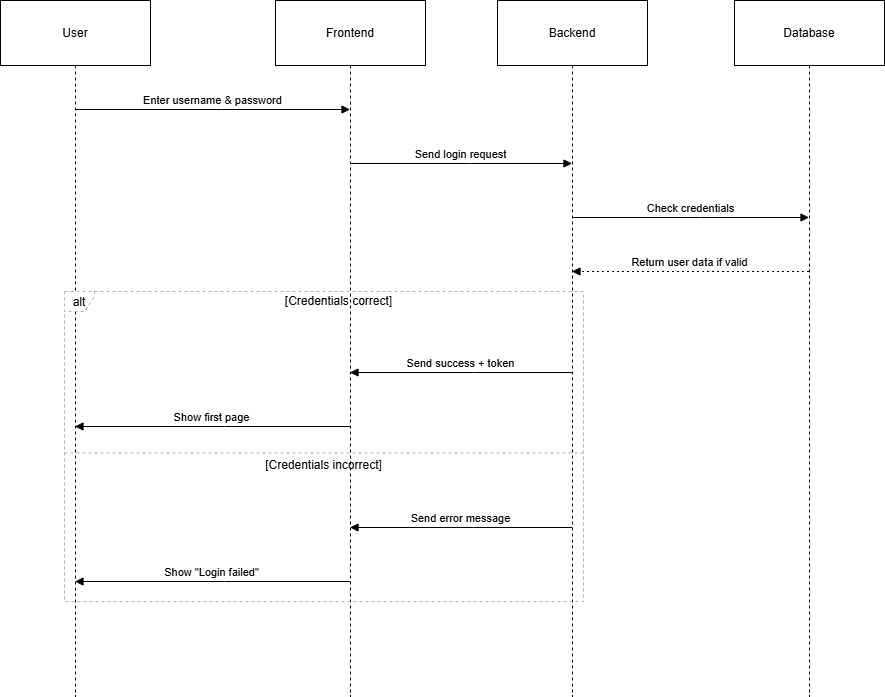 User
Frontend
Backend
Database
Enter username & password
Send login request
Check credentials
Return user data if valid
alt
[Credentials correct]
Send success + token
Show first page
[Credentials incorrect]
Send error message
Show "Login failed"